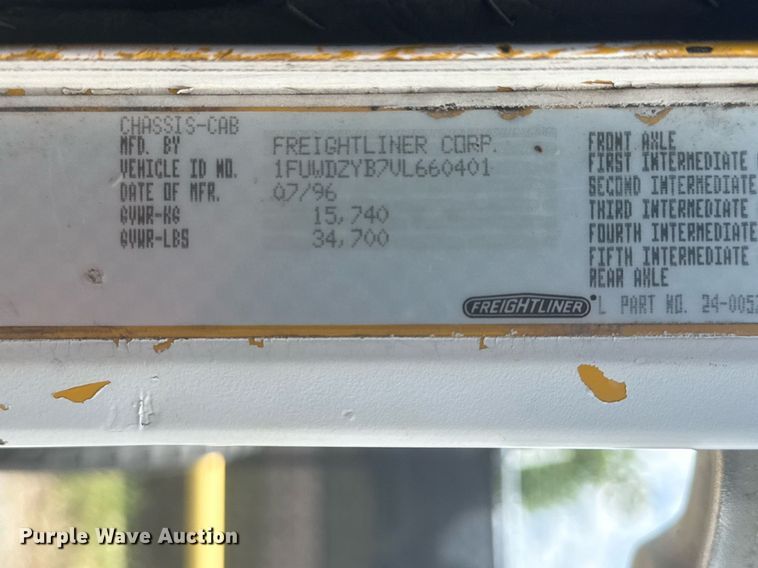 CHASSIS-CAB
MFD. BY FREIGHTLINER CORP.
VEHICLE ID NO. 1FUWDZYB7VL660401
DATE OF MFR. 07/96
GVWR-KG 15,740
GVWR-LBS 34,700
FRONT AXLE
FIRST INTERMEDIATE
SECOND INTERMEDIATE
THIRD INTERMEDIATE
FOURTH INTERMEDIATE
FIFTH INTERMEDIATE
REAR AXLE
FREIGHTLINER L PART NO. 24-005
Purple Wave Auction